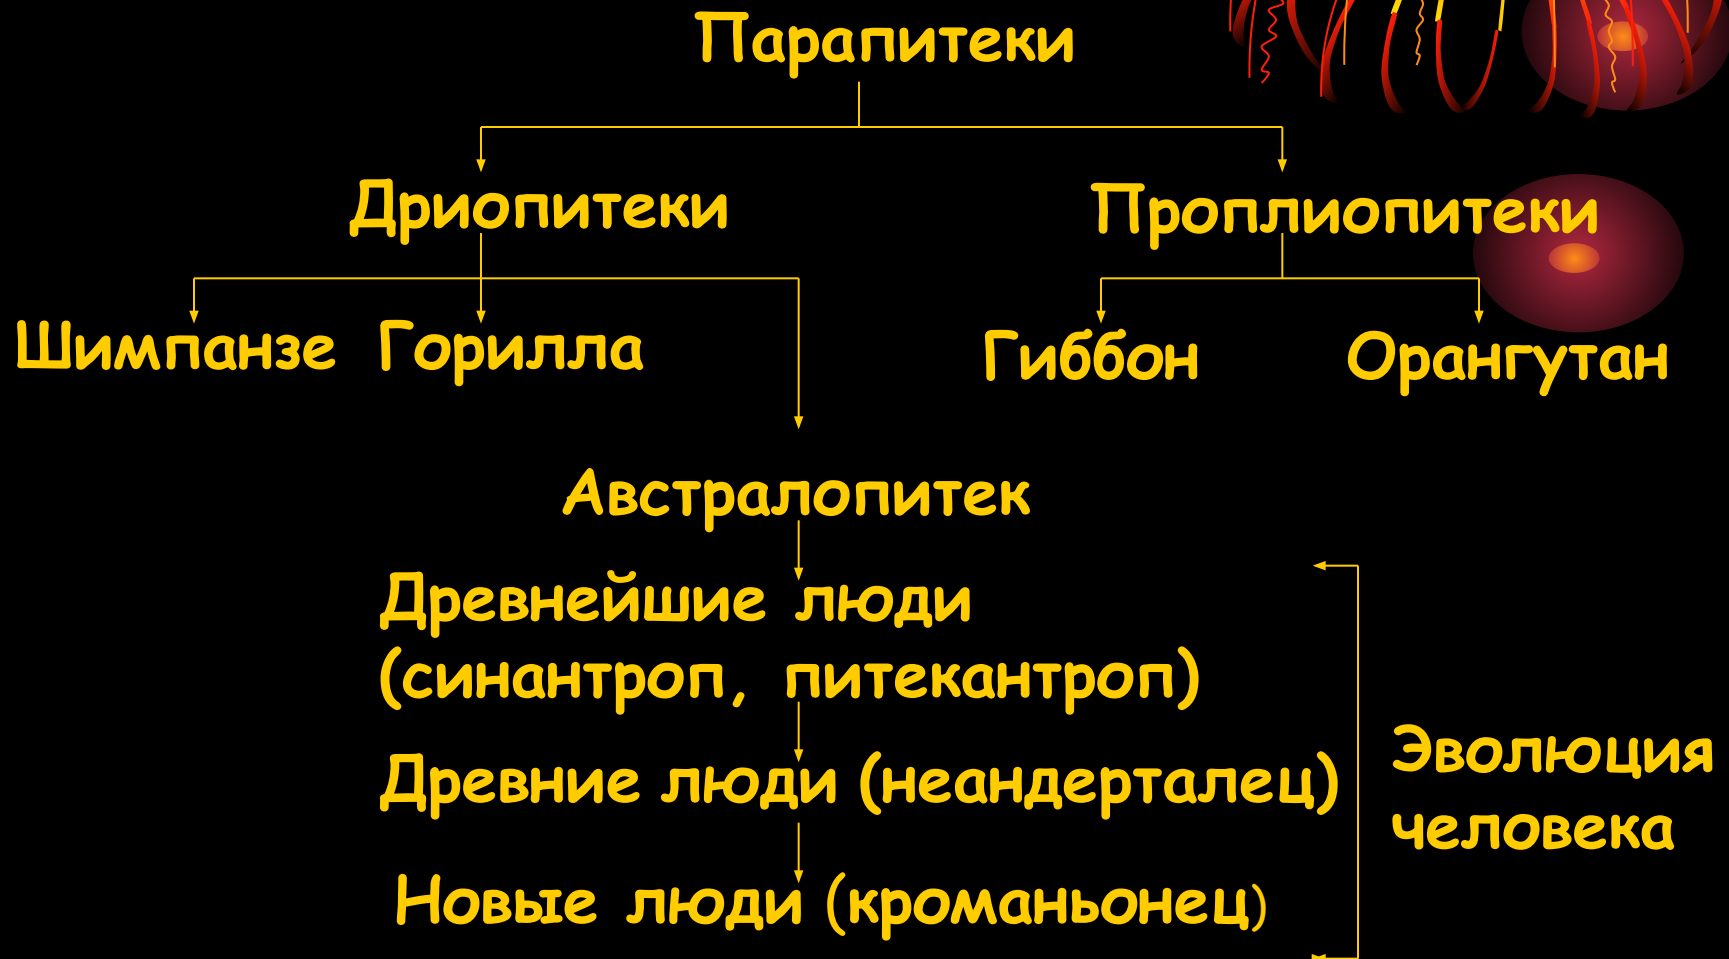 Парапитеки
Дриопитеки
Проплиопитеки
Шимпанзе
Горилла
Гиббон
Орангутан
Австралопитек
Древнейшие люди
(синантроп, питекантроп)
Древние люди (неандерталец)
Новые люди (кроманьонец)
Эволюция
человека